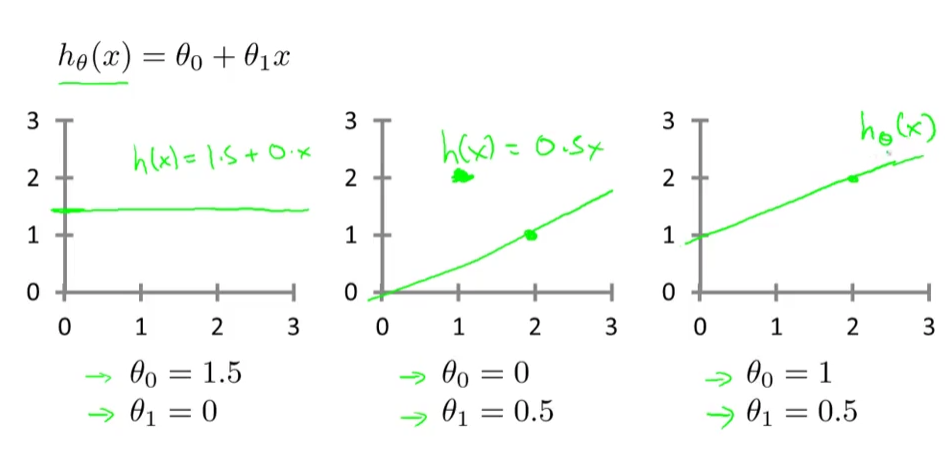 hθ(x) = θ0 + θ1x
3
2
1
0
0 1 2 3
h(x) = 1.5 + 0·x
→ θ0 = 1.5
→ θ1 = 0
3
2
1
0
0 1 2 3
h(x) = 0.5x
→ θ0 = 0
→ θ1 = 0.5
3
2
1
0
0 1 2 3
hθ(x)
→ θ0 = 1
→ θ1 = 0.5